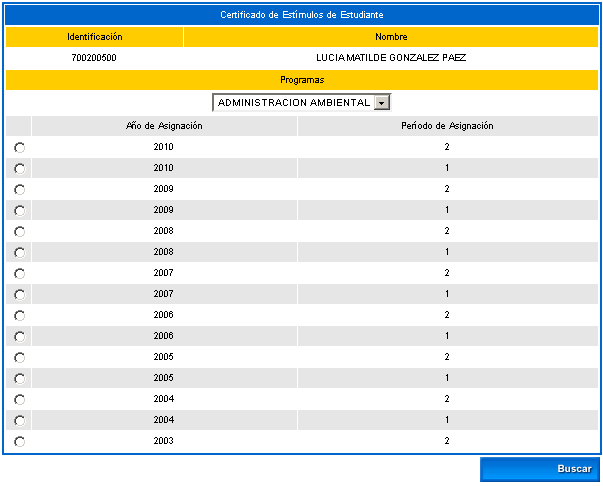 Certificado de Estímulos de Estudiante
Identificación Nombre
700200500 LUCIA MATILDE GONZALEZ PAEZ
Programas
ADMINISTRACION AMBIENTAL
Año de Asignación Período de Asignación
2010 2
2010 1
2009 2
2009 1
2008 2
2008 1
2007 2
2007 1
2006 2
2006 1
2005 2
2005 1
2004 2
2004 1
2003 2
Buscar